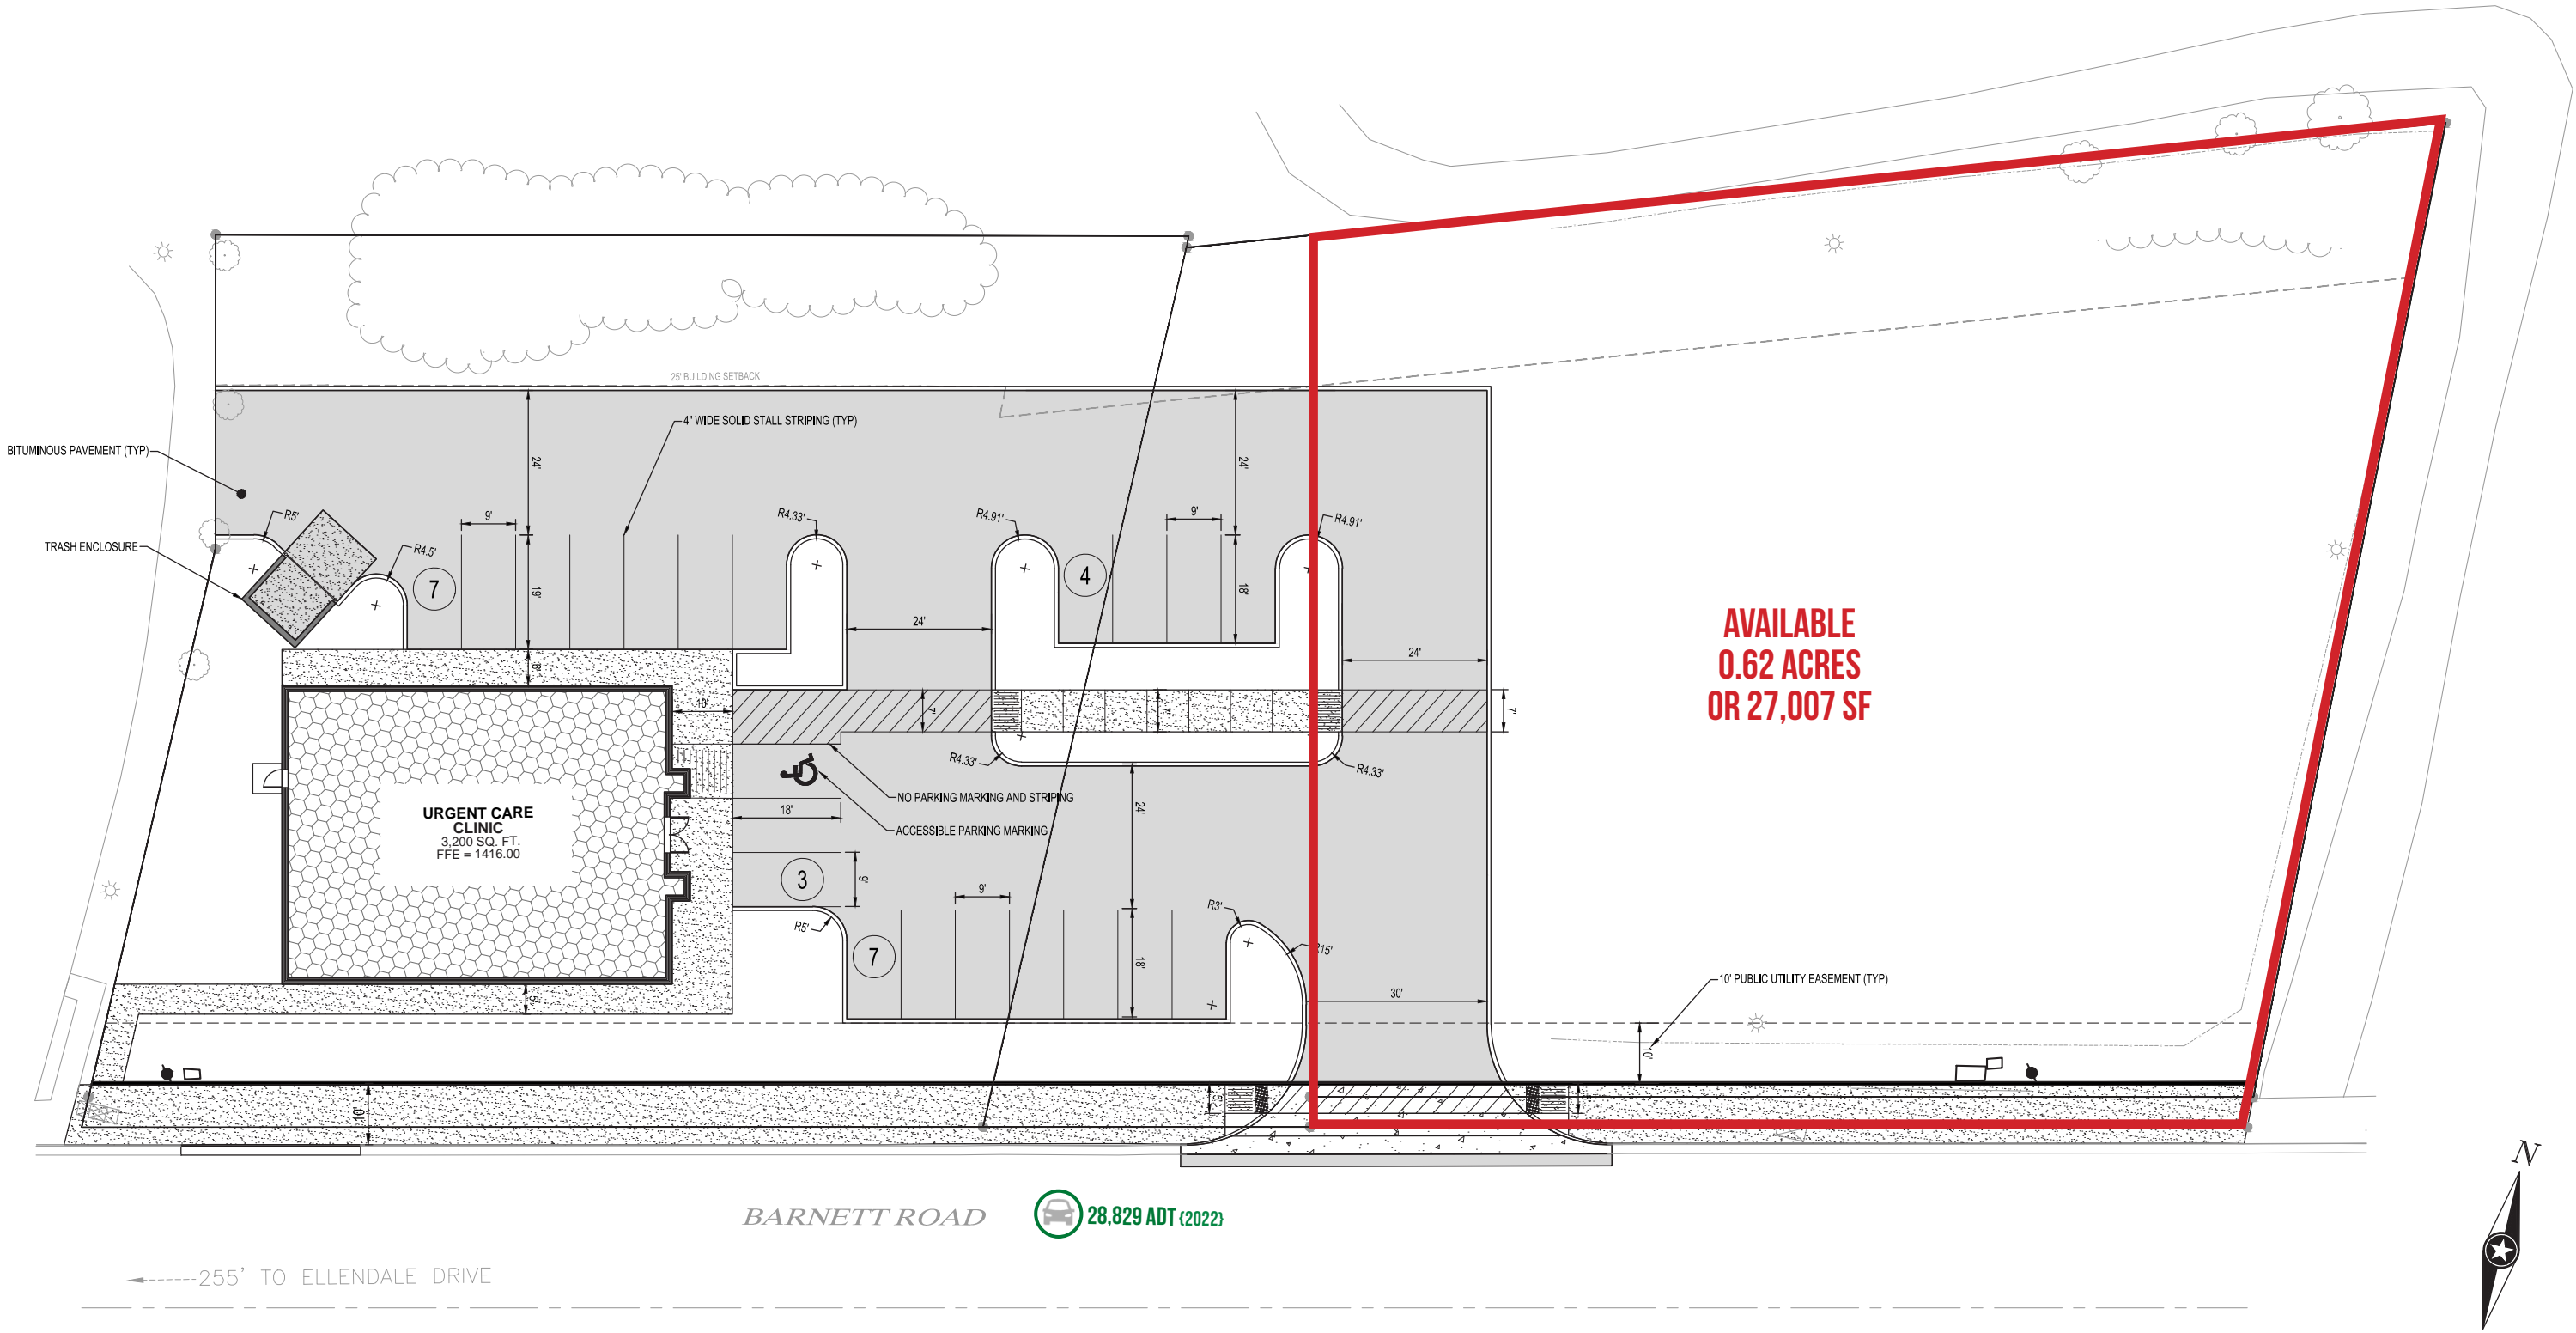 25' BUILDING SETBACK
4" WIDE SOLID STALL STRIPING (TYP)
BITUMINOUS PAVEMENT (TYP)
24'
24'
R5'
9'
R4.33'
R4.91'
9'
R4.91'
TRASH ENCLOSURE
R4.5'
7
19'
4
18'
24'
24'
AVAILABLE
0.62 ACRES
OR 27,007 SF
8'
10'
7'
7'
7'
R4.33'
R4.33'
NO PARKING MARKING AND STRIPING
18'
24'
ACCESSIBLE PARKING MARKING
URGENT CARE
CLINIC
3,200 SQ. FT.
FFE = 1416.00
3
9'
9'
R5'
R3'
7
R15'
18'
10' PUBLIC UTILITY EASEMENT (TYP)
30'
5'
10'
10'
5'
5'
BARNETT ROAD
28,829 ADT {2022}
255' TO ELLENDALE DRIVE
N